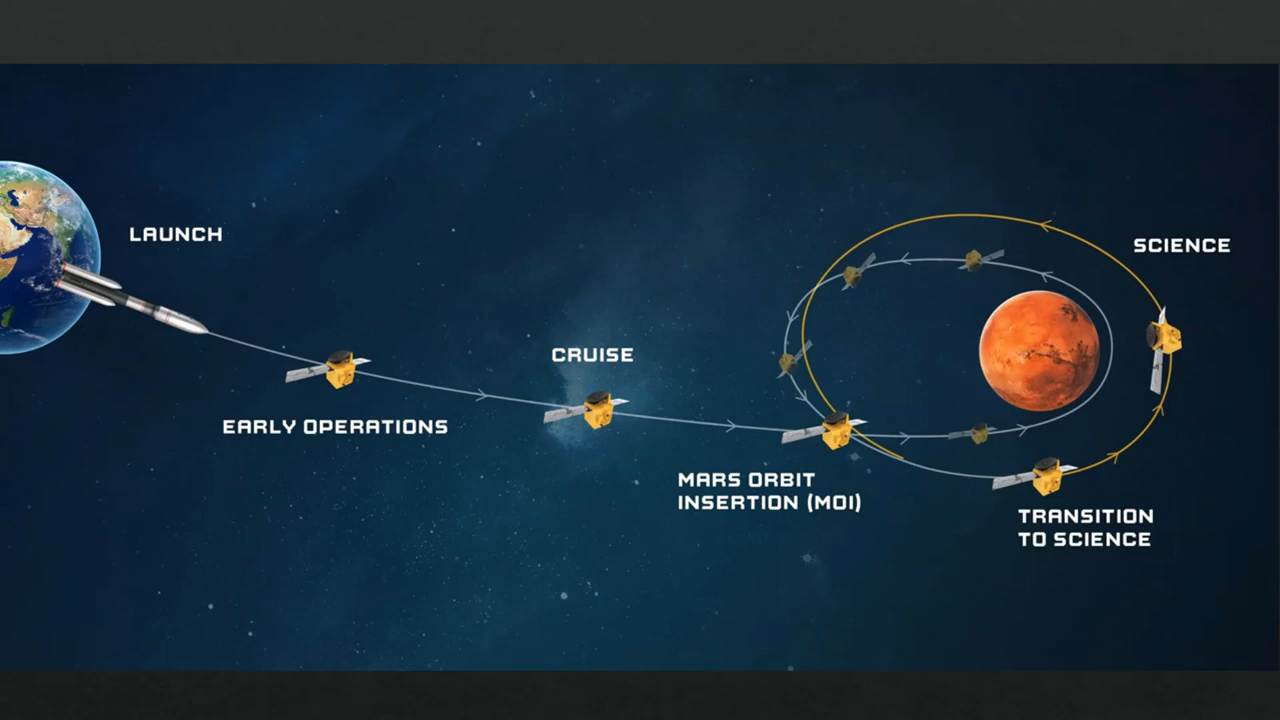 LAUNCH
EARLY OPERATIONS
CRUISE
MARS ORBIT
INSERTION (MOI)
TRANSITION
TO SCIENCE
SCIENCE